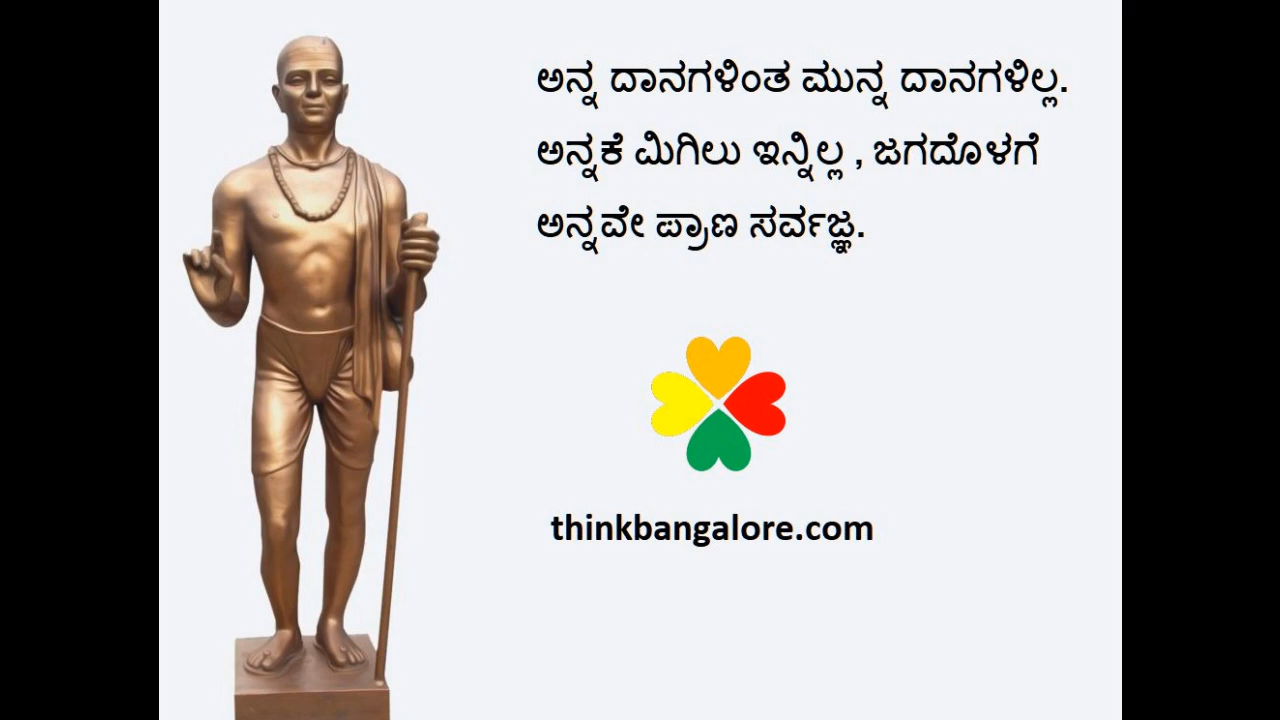 ಅನ್ನ ದಾನಗಳಿಂತ ಮುನ್ನ ದಾನಗಳಿಲ್ಲ.
ಅನ್ನಕೆ ಮಿಗಿಲು ಇನ್ನಿಲ್ಲ , ಜಗದೊಳಗೆ
ಅನ್ನವೇ ಪ್ರಾಣ ಸರ್ವಜ್ಞ.
thinkbangalore.com